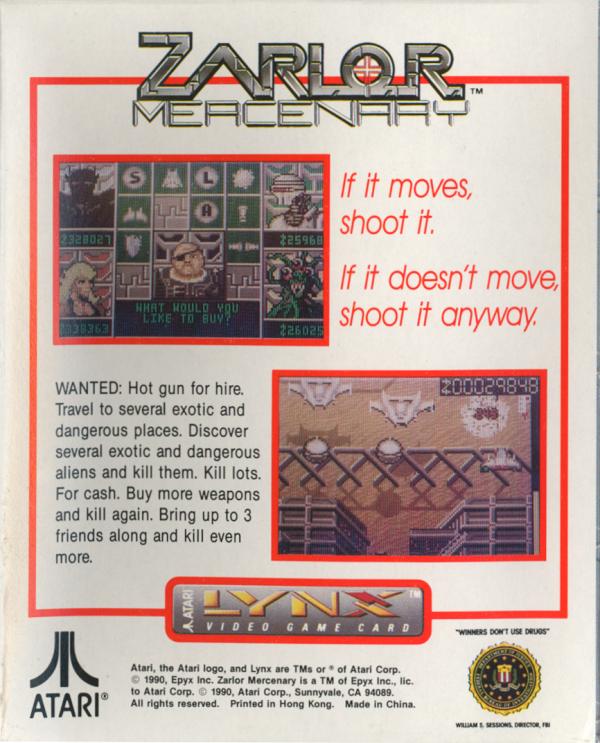 ZARLOR™
MERCENARY
S L
A
WHAT WOULD YOU
LIKE TO BUY?
If it moves,
shoot it.
If it doesn't move,
shoot it anyway.
WANTED: Hot gun for hire.
Travel to several exotic and
dangerous places. Discover
several exotic and dangerous
aliens and kill them. Kill lots.
For cash. Buy more weapons
and kill again. Bring up to 3
friends along and kill even
more.
00029848
ATARI
LYNX™
VIDEO GAME CARD
ATARI®
Atari, the Atari logo, and Lynx are TMs or ® of Atari Corp.
© 1990, Epyx Inc. Zarlor Mercenary is a TM of Epyx Inc., lic.
to Atari Corp. © 1990, Atari Corp., Sunnyvale, CA 94089.
All rights reserved. Printed in Hong Kong. Made in China.
"WINNERS DON'T USE DRUGS"
WILLIAM S. SESSIONS, DIRECTOR, FBI